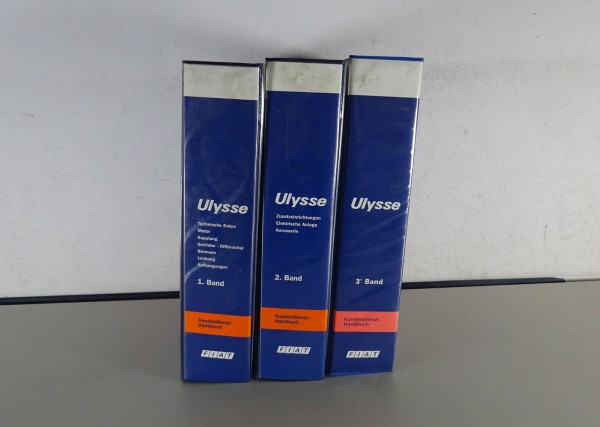 Ulysse
Technische Daten
Motor
Kupplung
Getriebe - Differential
Bremsen
Lenkung
Aufhängungen
1. Band
Kundendienst-
Handbuch
FIAT
Ulysse
Zusatzeinrichtungen
Elektrische Anlage
Karosserie
2. Band
Kundendienst-
Handbuch
FIAT
Ulysse
3° Band
Kundendienst-
Handbuch
FIAT